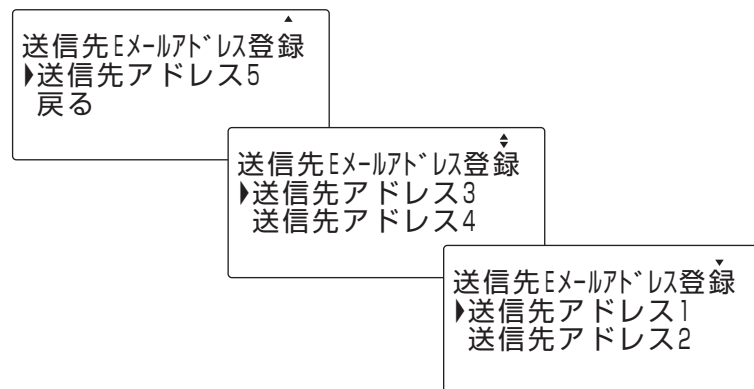 送信先Eﾒｰﾙｱﾄﾞﾚｽ登録
▶送信先アドレス5
戻る
送信先Eﾒｰﾙｱﾄﾞﾚｽ登録
▶送信先アドレス3
送信先アドレス4
送信先Eﾒｰﾙｱﾄﾞﾚｽ登録
▶送信先アドレス1
送信先アドレス2